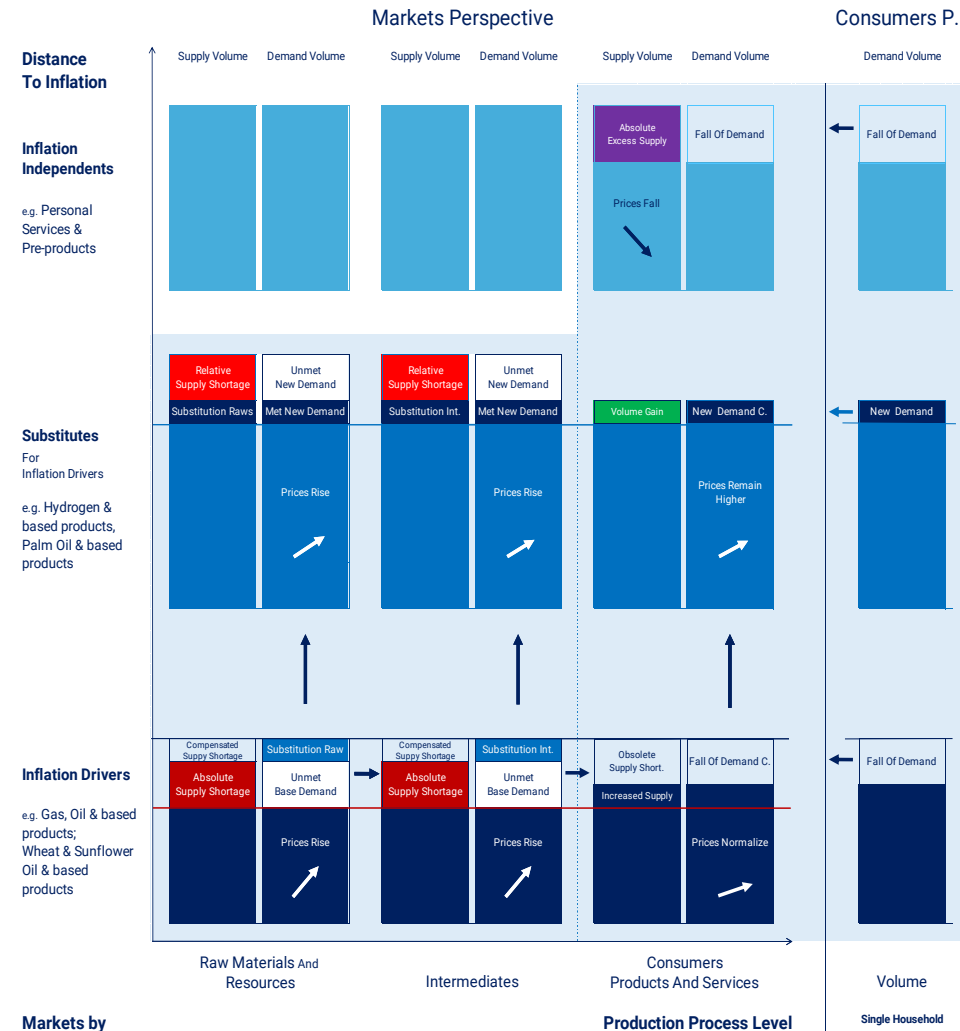 Markets Perspective
Consumers P.
Distance
To Inflation
Supply Volume
Demand Volume
Supply Volume
Demand Volume
Supply Volume
Demand Volume
Demand Volume
Inflation
Independents
e.g. Personal
Services &
Pre-products
Absolute
Excess Supply
Fall Of Demand
Fall Of Demand
Prices Fall
Relative
Supply Shortage
Unmet
New Demand
Relative
Supply Shortage
Unmet
New Demand
Substitution Raws
Met New Demand
Substitution Int.
Met New Demand
Volume Gain
New Demand C.
New Demand
Substitutes
For
Inflation Drivers
e.g. Hydrogen &
based products,
Palm Oil & based
products
Prices Rise
Prices Rise
Prices Remain
Higher
Inflation Drivers
e.g. Gas, Oil & based
products;
Wheat & Sunflower
Oil & based
products
Compensated
Suppy Shortage
Substitution Raw
Compensated
Suppy Shortage
Substitution Int.
Obsolete
Supply Short.
Fall Of Demand C.
Fall Of Demand
Absolute
Supply Shortage
Unmet
Base Demand
Absolute
Supply Shortage
Unmet
Base Demand
Increased Supply
Prices Rise
Prices Rise
Prices Normalize
Raw Materials And
Resources
Intermediates
Consumers
Products And Services
Volume
Markets by
Production Process Level
Single Household